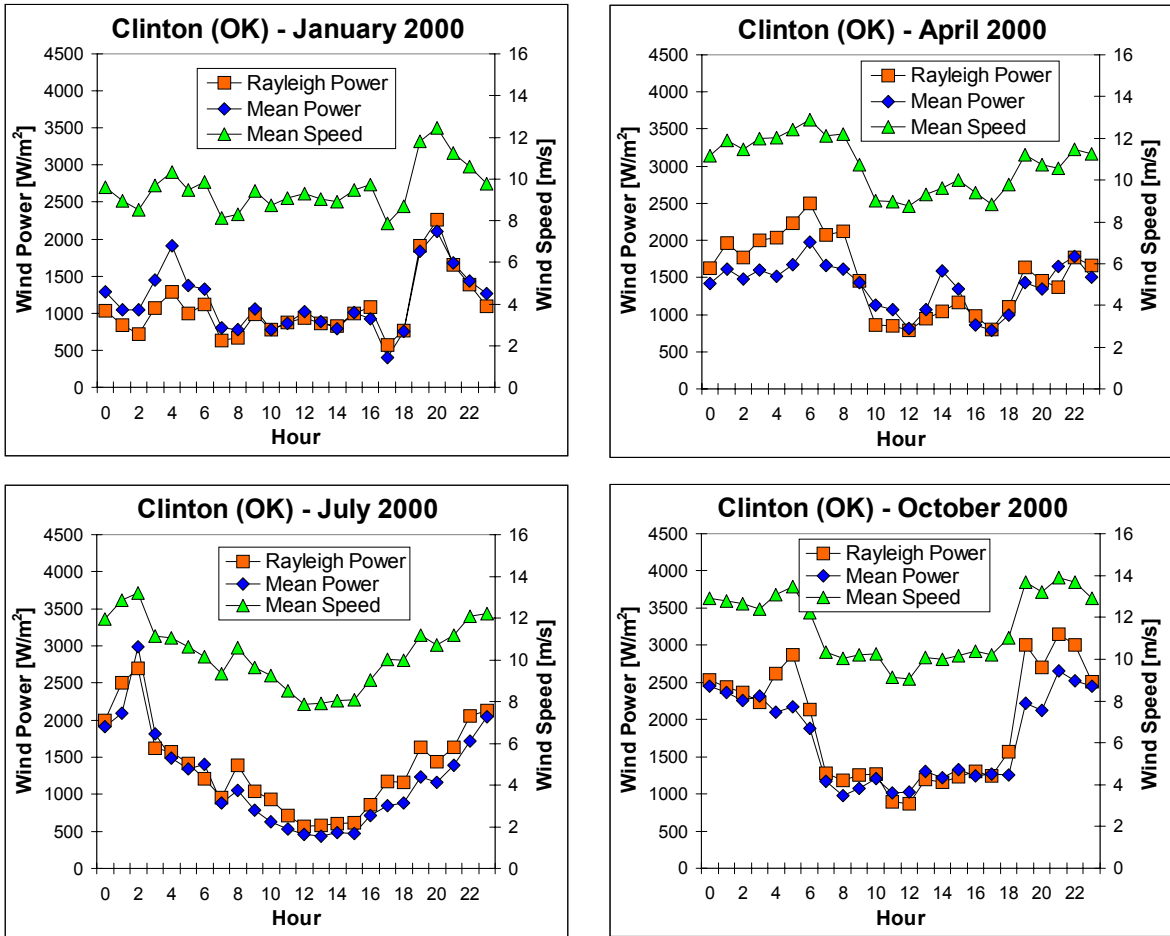 Clinton (OK) - January 2000
Rayleigh Power
Mean Power
Mean Speed
Wind Power [W/m²]
4500
4000
3500
3000
2500
2000
1500
1000
500
0
16
14
12
10
8
6
4
2
0
Wind Speed [m/s]
0 2 4 6 8 10 12 14 16 18 20 22
Hour
Clinton (OK) - April 2000
Rayleigh Power
Mean Power
Mean Speed
Wind Power [W/m²]
4500
4000
3500
3000
2500
2000
1500
1000
500
0
16
14
12
10
8
6
4
2
0
Wind Speed [m/s]
0 2 4 6 8 10 12 14 16 18 20 22
Hour
Clinton (OK) - July 2000
Rayleigh Power
Mean Power
Mean Speed
Wind Power [W/m²]
4500
4000
3500
3000
2500
2000
1500
1000
500
0
16
14
12
10
8
6
4
2
0
Wind Speed [m/s]
0 2 4 6 8 10 12 14 16 18 20 22
Hour
Clinton (OK) - October 2000
Rayleigh Power
Mean Power
Mean Speed
Wind Power [W/m²]
4500
4000
3500
3000
2500
2000
1500
1000
500
0
16
14
12
10
8
6
4
2
0
Wind Speed [m/s]
0 2 4 6 8 10 12 14 16 18 20 22
Hour